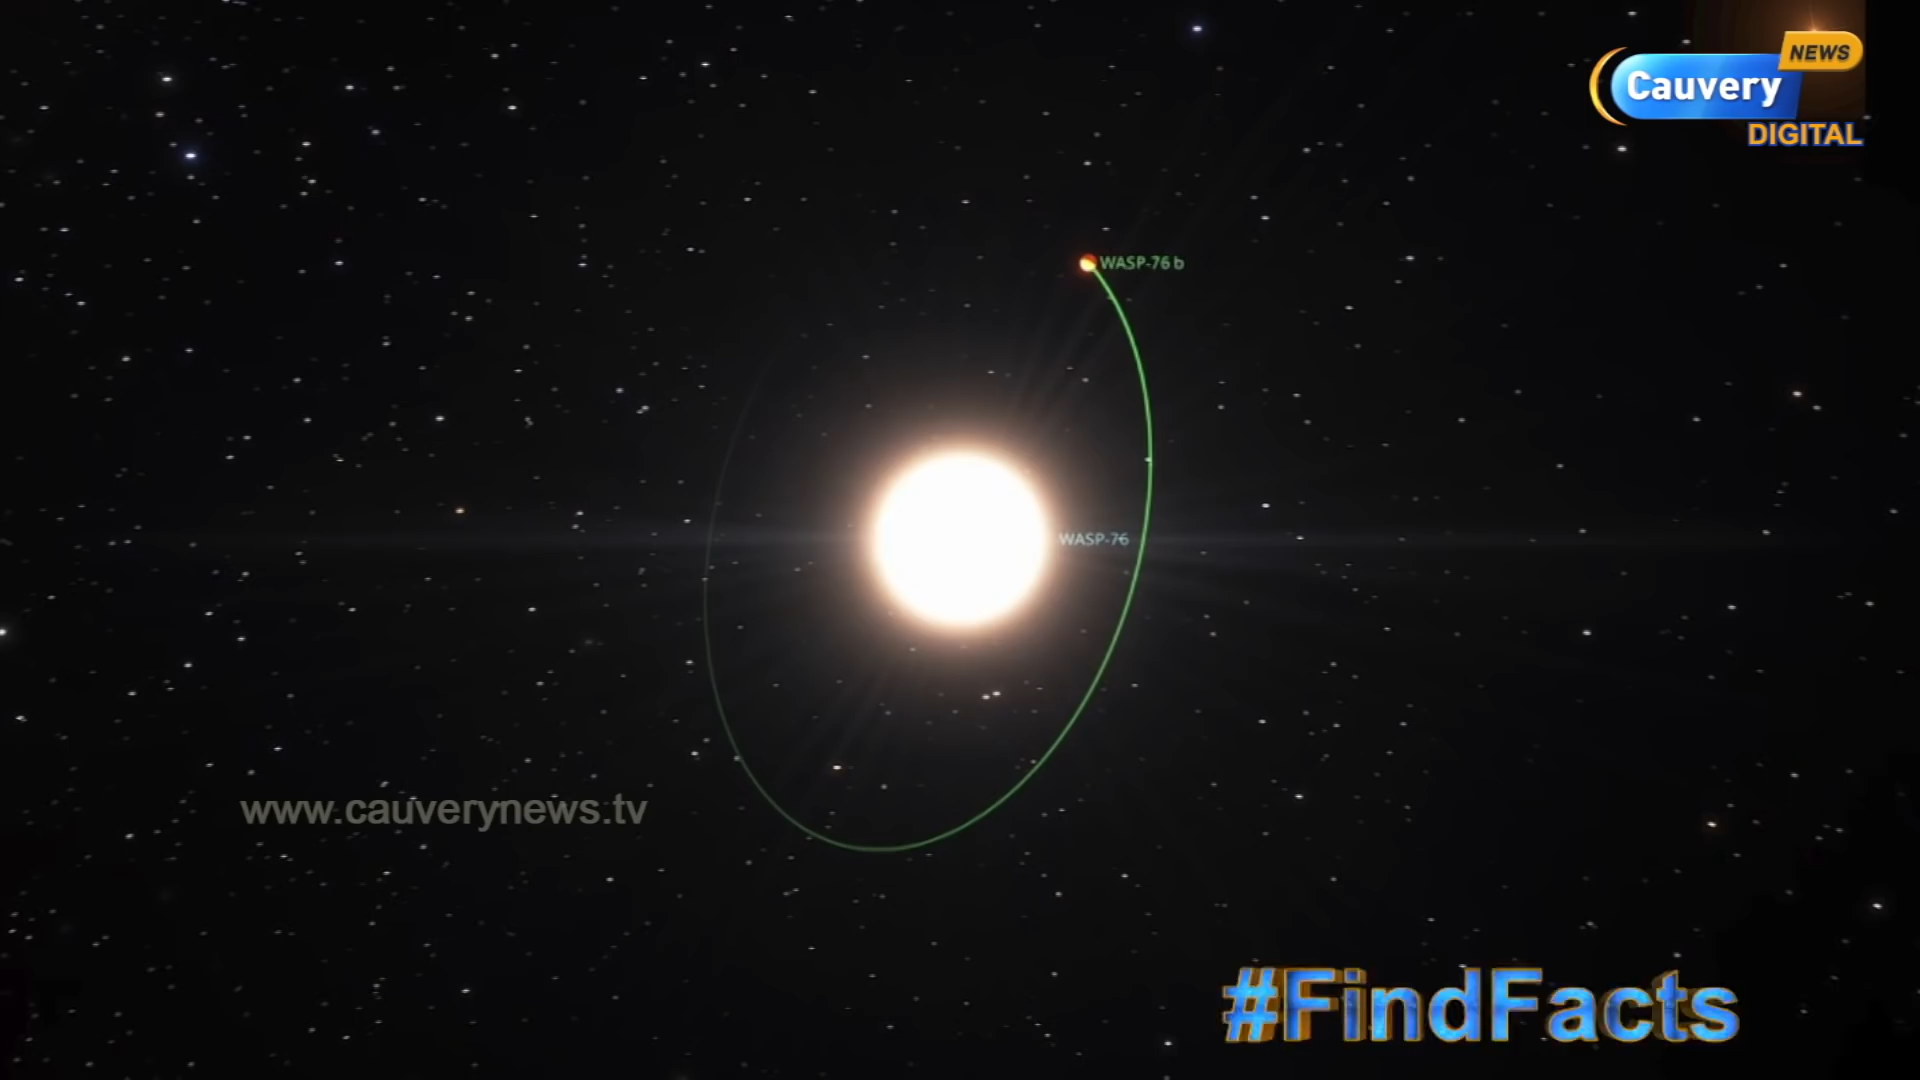 NEWS
Cauvery
DIGITAL
WASP-76 b
WASP-76
www.cauverynews.tv
#FindFacts